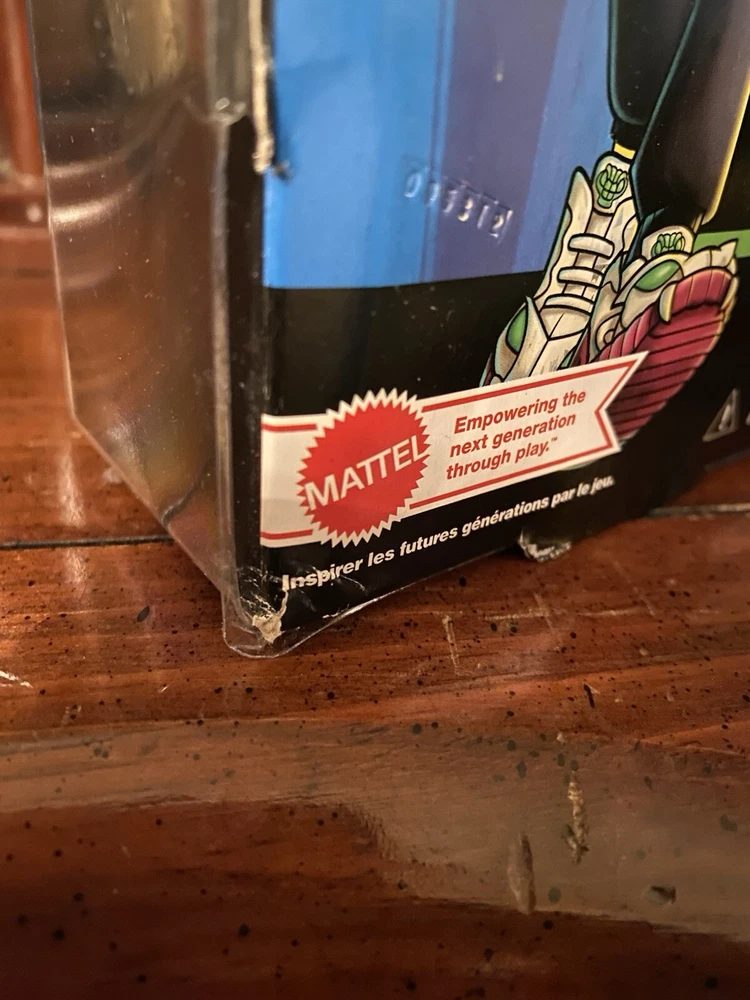 MATTEL
Empowering the
next generation
through play.™
Inspirer les futures générations par le jeu.